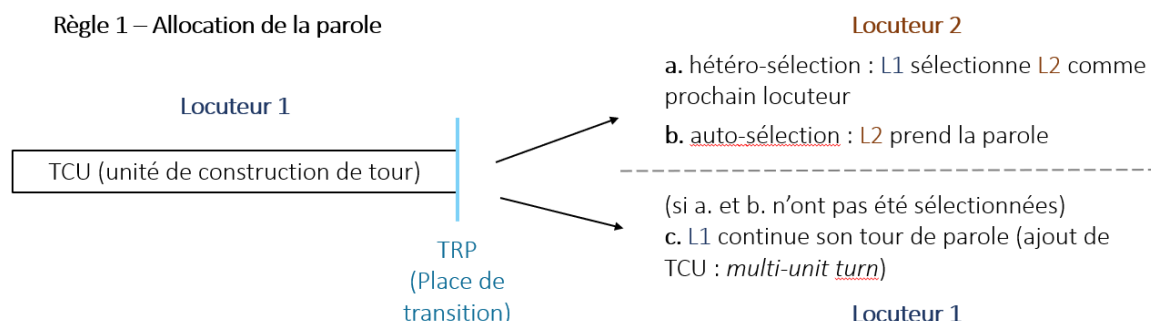 Règle 1 – Allocation de la parole
Locuteur 1
TCU (unité de construction de tour)
TRP
(Place de
transition)
Locuteur 2
a. hétéro-sélection : L1 sélectionne L2 comme
prochain locuteur
b. auto-sélection : L2 prend la parole
(si a. et b. n'ont pas été sélectionnées)
c. L1 continue son tour de parole (ajout de
TCU : multi-unit turn)
Locuteur 1